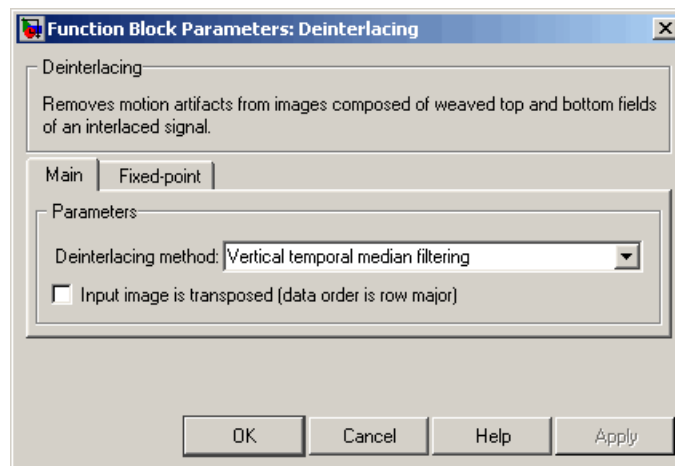 Function Block Parameters: Deinterlacing
Deinterlacing
Removes motion artifacts from images composed of weaved top and bottom fields
of an interlaced signal.
Main Fixed-point
Parameters
Deinterlacing method: Vertical temporal median filtering
Input image is transposed (data order is row major)
OK Cancel Help Apply